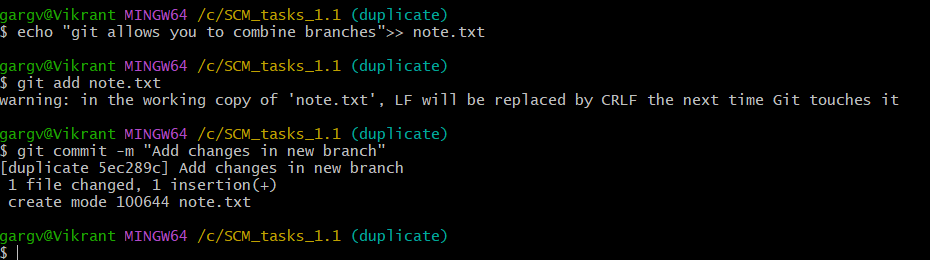 gargv@Vikrant MINGW64 /c/SCM_tasks_1.1 (duplicate)
$ echo "git allows you to combine branches">> note.txt
gargv@Vikrant MINGW64 /c/SCM_tasks_1.1 (duplicate)
$ git add note.txt
warning: in the working copy of 'note.txt', LF will be replaced by CRLF the next time Git touches it
gargv@Vikrant MINGW64 /c/SCM_tasks_1.1 (duplicate)
$ git commit -m "Add changes in new branch"
[duplicate 5ec289c] Add changes in new branch
 1 file changed, 1 insertion(+)
 create mode 100644 note.txt
gargv@Vikrant MINGW64 /c/SCM_tasks_1.1 (duplicate)
$